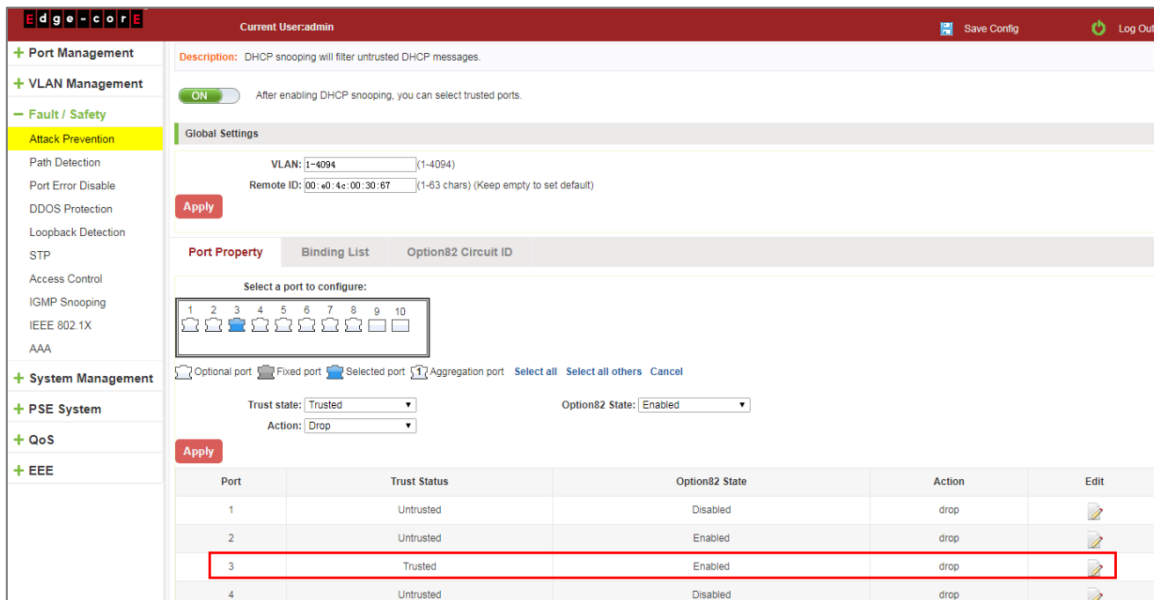 Edge-corE
Current User:admin
Save Config
Log Out
+ Port Management
+ VLAN Management
− Fault / Safety
Attack Prevention
Path Detection
Port Error Disable
DDOS Protection
Loopback Detection
STP
Access Control
IGMP Snooping
IEEE 802.1X
AAA
+ System Management
+ PSE System
+ QoS
+ EEE
Description: DHCP snooping will filter untrusted DHCP messages.
ON After enabling DHCP snooping, you can select trusted ports.
Global Settings
VLAN: 1-4094 (1-4094)
Remote ID: 00:e0:4c:00:30:67 (1-63 chars) (Keep empty to set default)
Apply
Port Property Binding List Option82 Circuit ID
Select a port to configure:
1 2 3 4 5 6 7 8 9 10
Optional port Fixed port Selected port 1 Aggregation port Select all Select all others Cancel
Trust state: Trusted Option82 State: Enabled
Action: Drop
Apply
Port Trust Status Option82 State Action Edit
1 Untrusted Disabled drop
2 Untrusted Enabled drop
3 Trusted Enabled drop
4 Untrusted Disabled drop